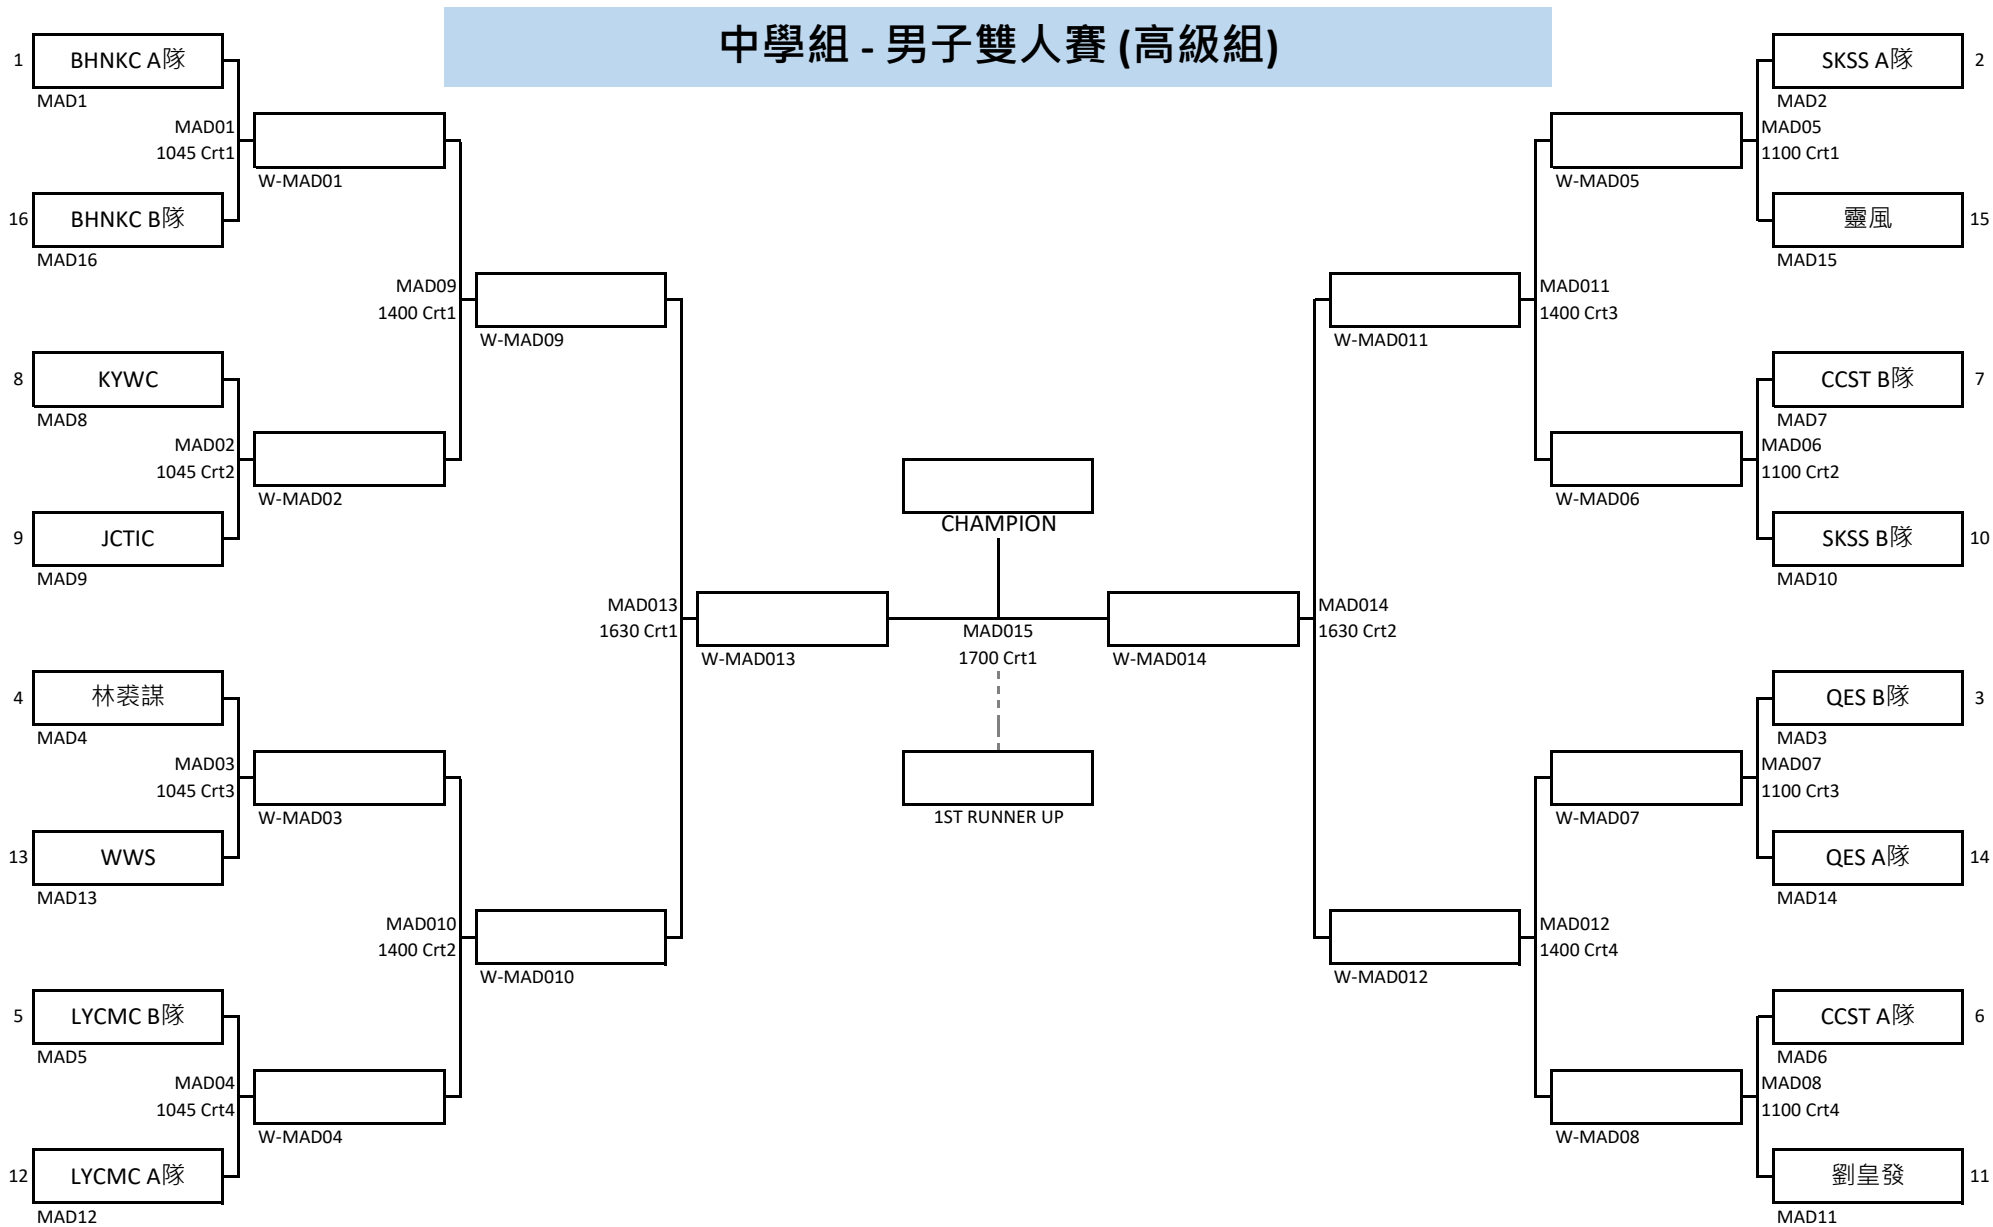 中學組 - 男子雙人賽 (高級組)
1
BHNKC A隊
MAD1
MAD01
1045 Crt1
W-MAD01
16
BHNKC B隊
MAD16
MAD09
1400 Crt1
W-MAD09
8
KYWC
MAD8
MAD02
1045 Crt2
W-MAD02
9
JCTIC
MAD9
MAD013
1630 Crt1
W-MAD013
4
林裘謀
MAD4
MAD03
1045 Crt3
W-MAD03
13
WWS
MAD13
MAD010
1400 Crt2
W-MAD010
5
LYCMC B隊
MAD5
MAD04
1045 Crt4
W-MAD04
12
LYCMC A隊
MAD12
CHAMPION
MAD015
1700 Crt1
1ST RUNNER UP
SKSS A隊
2
MAD2
MAD05
1100 Crt1
W-MAD05
靈風
15
MAD15
MAD011
1400 Crt3
W-MAD011
CCST B隊
7
MAD7
MAD06
1100 Crt2
W-MAD06
SKSS B隊
10
MAD10
MAD014
1630 Crt2
W-MAD014
QES B隊
3
MAD3
MAD07
1100 Crt3
W-MAD07
QES A隊
14
MAD14
MAD012
1400 Crt4
W-MAD012
CCST A隊
6
MAD6
MAD08
1100 Crt4
W-MAD08
劉皇發
11
MAD11